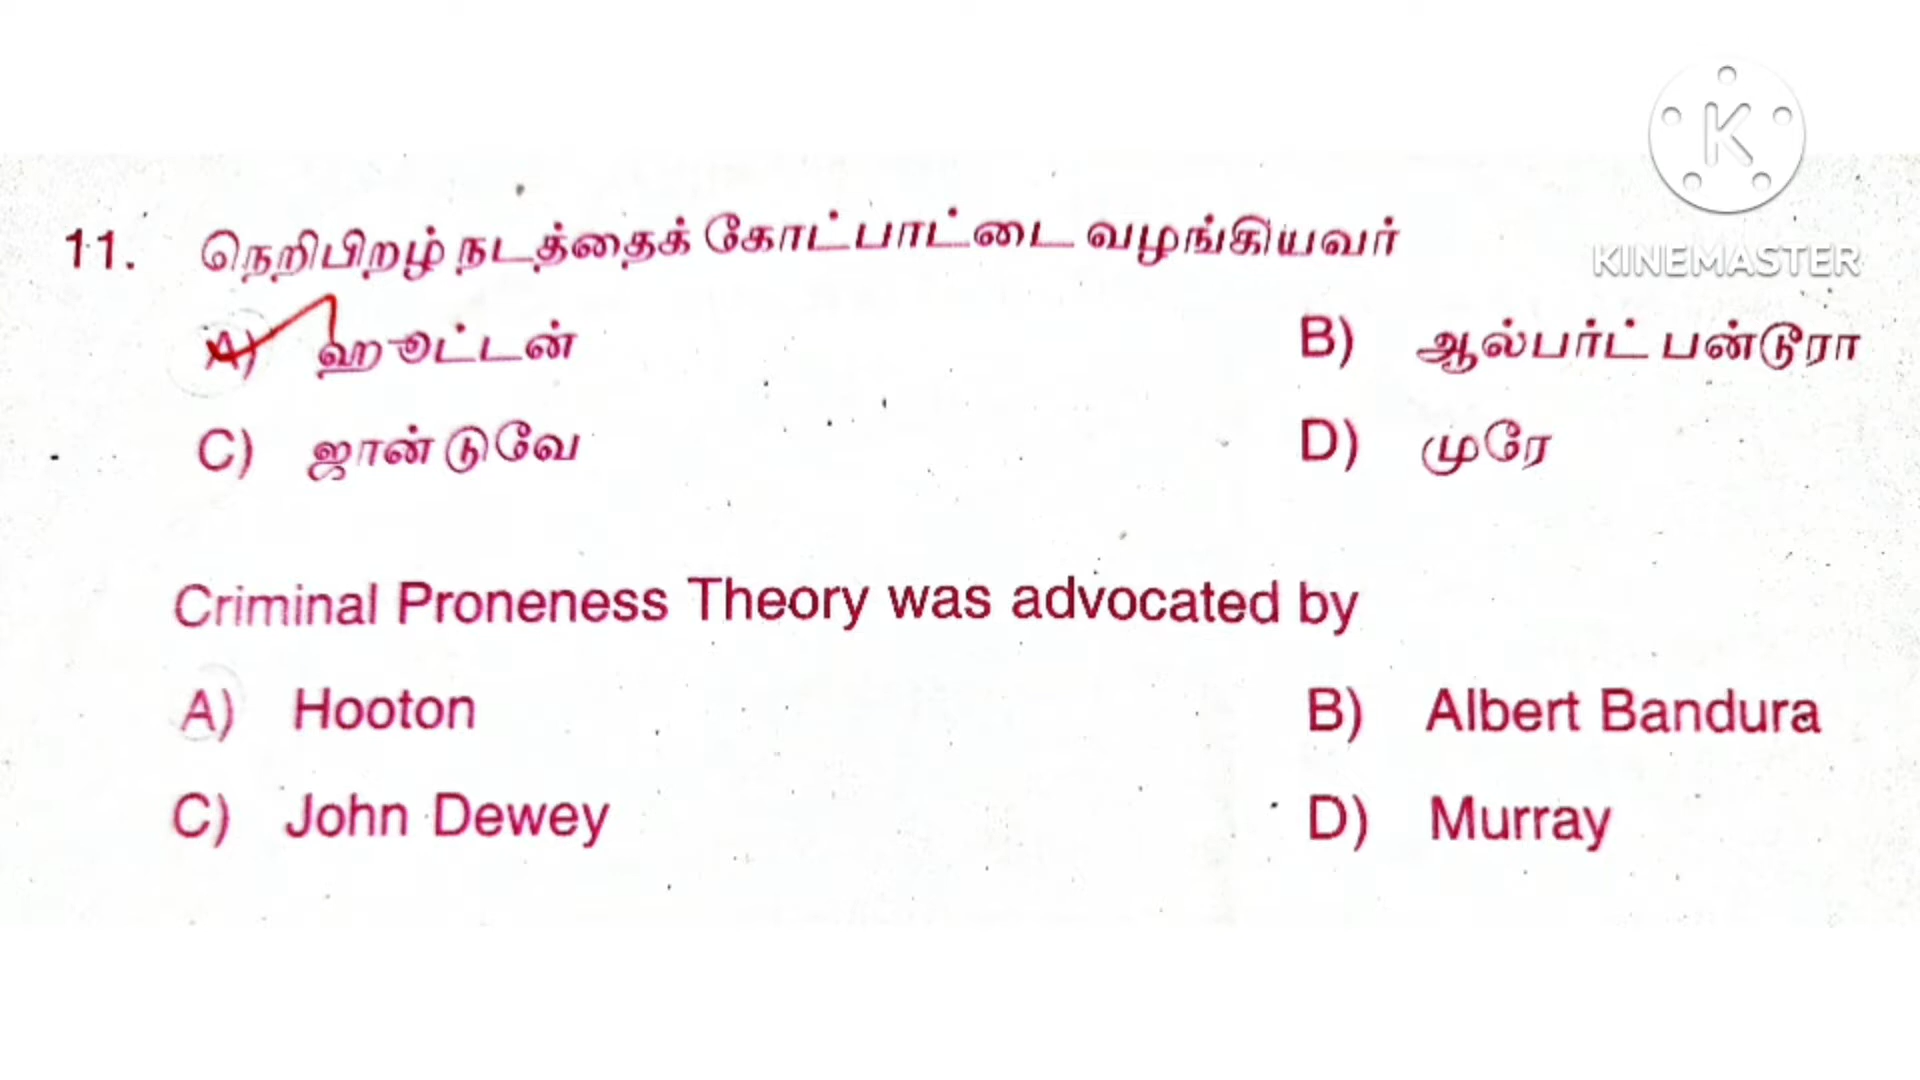 K
KINEMASTER
11. நெறிபிறழ் நடத்தைக் கோட்பாட்டை வழங்கியவர்
A) ஹூட்டன் B) ஆல்பர்ட் பன்டூரா
C) ஜான் டுவே D) முரே
Criminal Proneness Theory was advocated by
A) Hooton B) Albert Bandura
C) John Dewey D) Murray